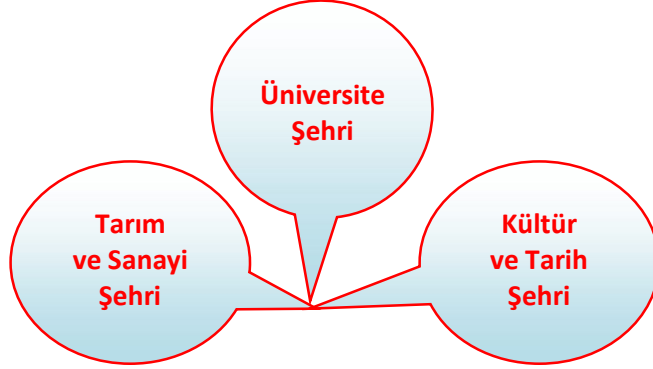 Üniversite
Şehri
Tarım
ve Sanayi
Şehri
Kültür
ve Tarih
Şehri